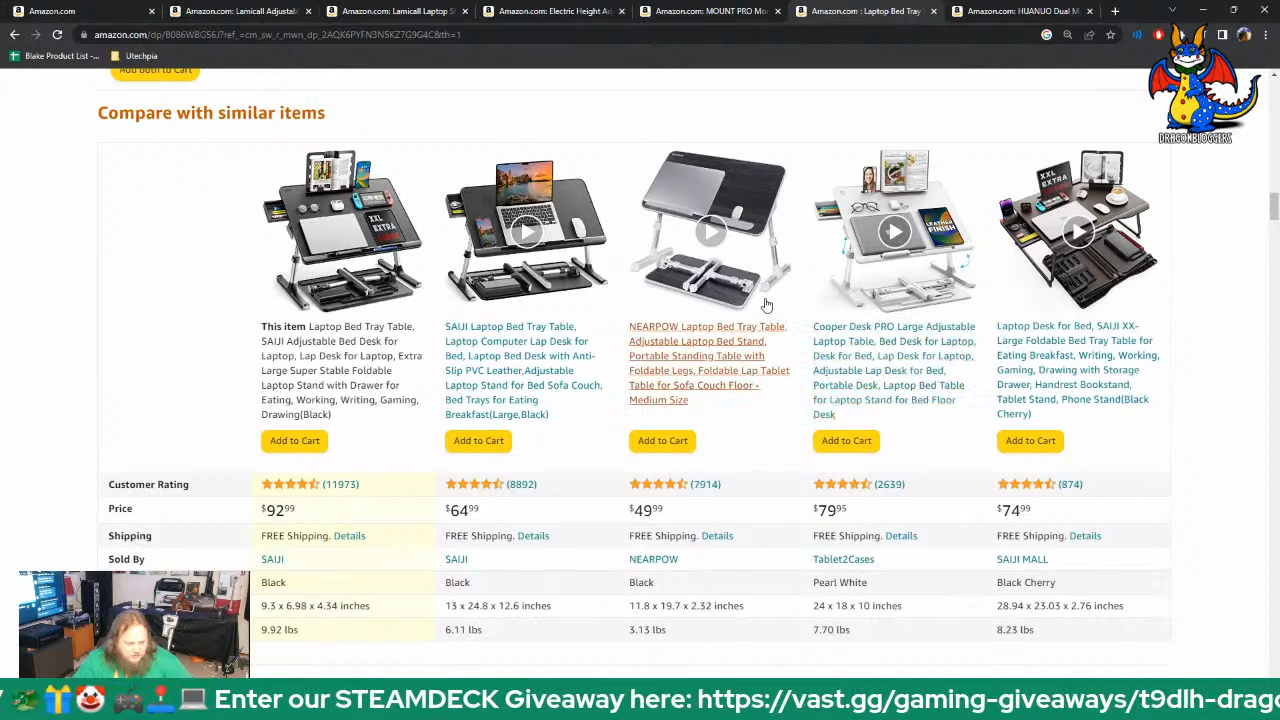 Amazon.com
Amazon.com: Lamicall Adjustabl
Amazon.com: Lamicall Laptop S
Amazon.com: Electric Height Ad
Amazon.com: MOUNT PRO Mo
Amazon.com : Laptop Bed Tray
Amazon.com: HUANUO Dual M
amazon.com/dp/B086WBG56J?ref_=cm_sw_r_mwn_dp_2AQK6PYFN3N5KZ7G9G4C&th=1
Blake Product List -...
Utechpia
Add both to Cart
DRAGONBLOGGERS
Compare with similar items
XXL EXTRA
LEATHER FINISH
XXL EXTRA
This item Laptop Bed Tray Table, SAIJI Adjustable Bed Desk for Laptop, Lap Desk for Laptop, Extra Large Super Stable Foldable Laptop Stand with Drawer for Eating, Working, Writing, Gaming, Drawing(Black)
SAIJI Laptop Bed Tray Table, Laptop Computer Lap Desk for Bed, Laptop Bed Desk with Anti-Slip PVC Leather,Adjustable Laptop Stand for Bed Sofa Couch, Bed Trays for Eating Breakfast(Large,Black)
NEARPOW Laptop Bed Tray Table, Adjustable Laptop Bed Stand, Portable Standing Table with Foldable Legs, Foldable Lap Tablet Table for Sofa Couch Floor - Medium Size
Cooper Desk PRO Large Adjustable Laptop Table, Bed Desk for Laptop, Desk for Bed, Lap Desk for Laptop, Adjustable Lap Desk for Bed, Portable Desk, Laptop Bed Table for Laptop Stand for Bed Floor Desk
Laptop Desk for Bed, SAIJI XX-Large Foldable Bed Tray Table for Eating Breakfast, Writing, Working, Gaming, Drawing with Storage Drawer, Handrest Bookstand, Tablet Stand, Phone Stand(Black Cherry)
Add to Cart Add to Cart Add to Cart Add to Cart Add to Cart
Customer Rating (11973) (8892) (7914) (2639) (874)
Price $92.99 $64.99 $49.99 $79.95 $74.99
Shipping FREE Shipping. Details FREE Shipping. Details FREE Shipping. Details FREE Shipping. Details FREE Shipping. Details
Sold By SAIJI SAIJI NEARPOW Tablet2Cases SAIJI MALL
Black Black Black Pearl White Black Cherry
9.3 x 6.98 x 4.34 inches 13 x 24.8 x 12.6 inches 11.8 x 19.7 x 2.32 inches 24 x 18 x 10 inches 28.94 x 23.03 x 2.76 inches
9.92 lbs 6.11 lbs 3.13 lbs 7.70 lbs 8.23 lbs
Enter our STEAMDECK Giveaway here: https://vast.gg/gaming-giveaways/t9dlh-drago